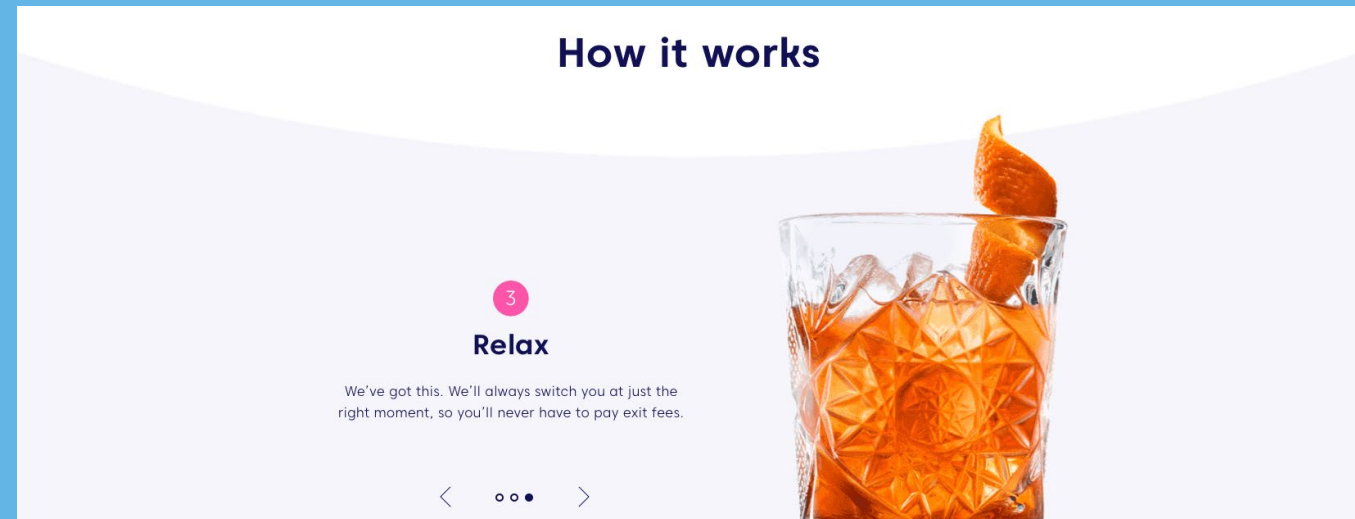 How it works
3
Relax
We’ve got this. We’ll always switch you at just the
right moment, so you’ll never have to pay exit fees.